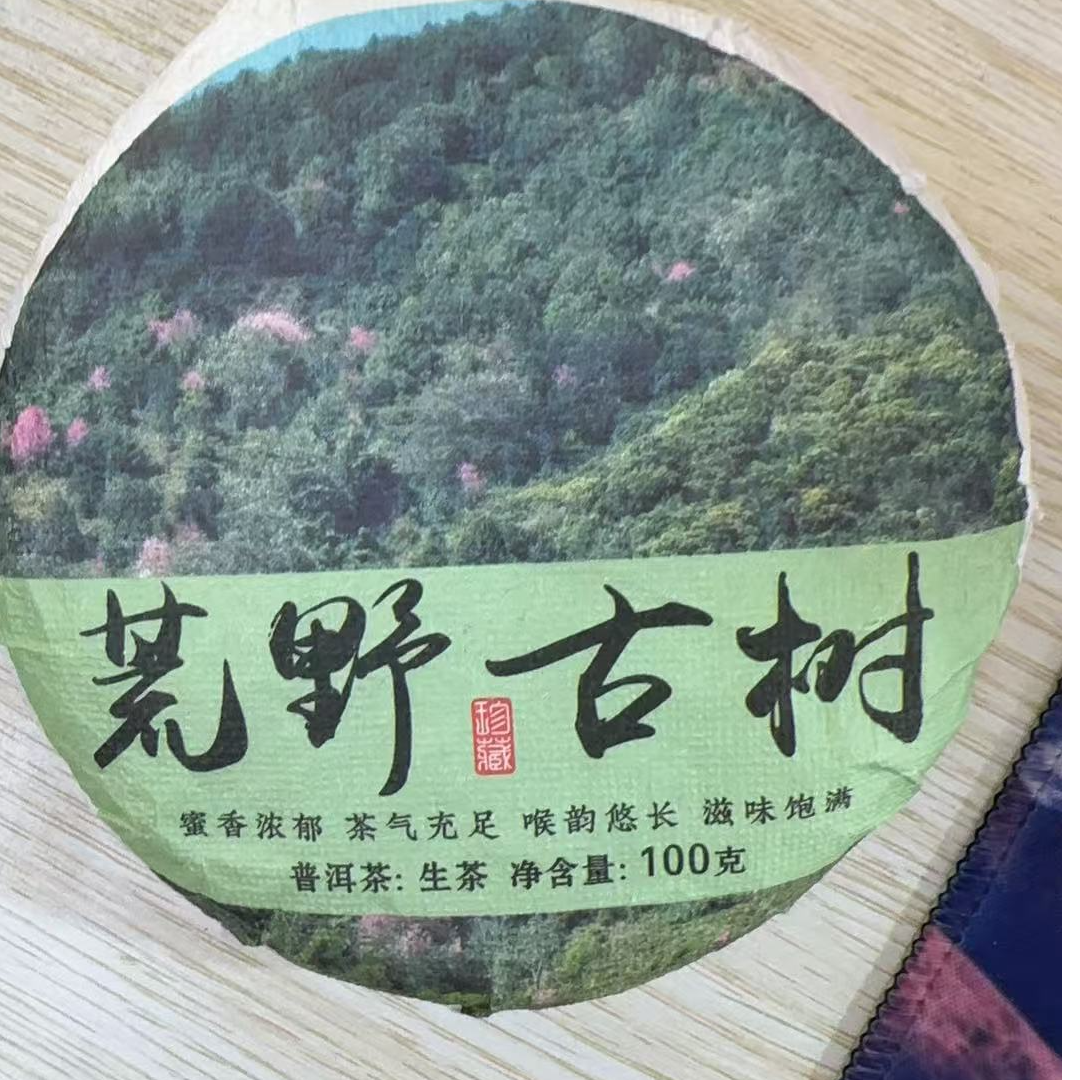 荒野古树
珍藏
蜜香浓郁 茶气充足 喉韵悠长 滋味饱满
普洱茶: 生茶 净含量: 100克